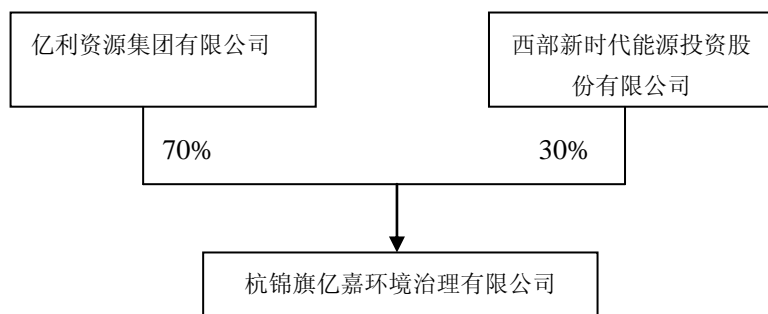 亿利资源集团有限公司
西部新时代能源投资股
份有限公司
70%
30%
杭锦旗亿嘉环境治理有限公司